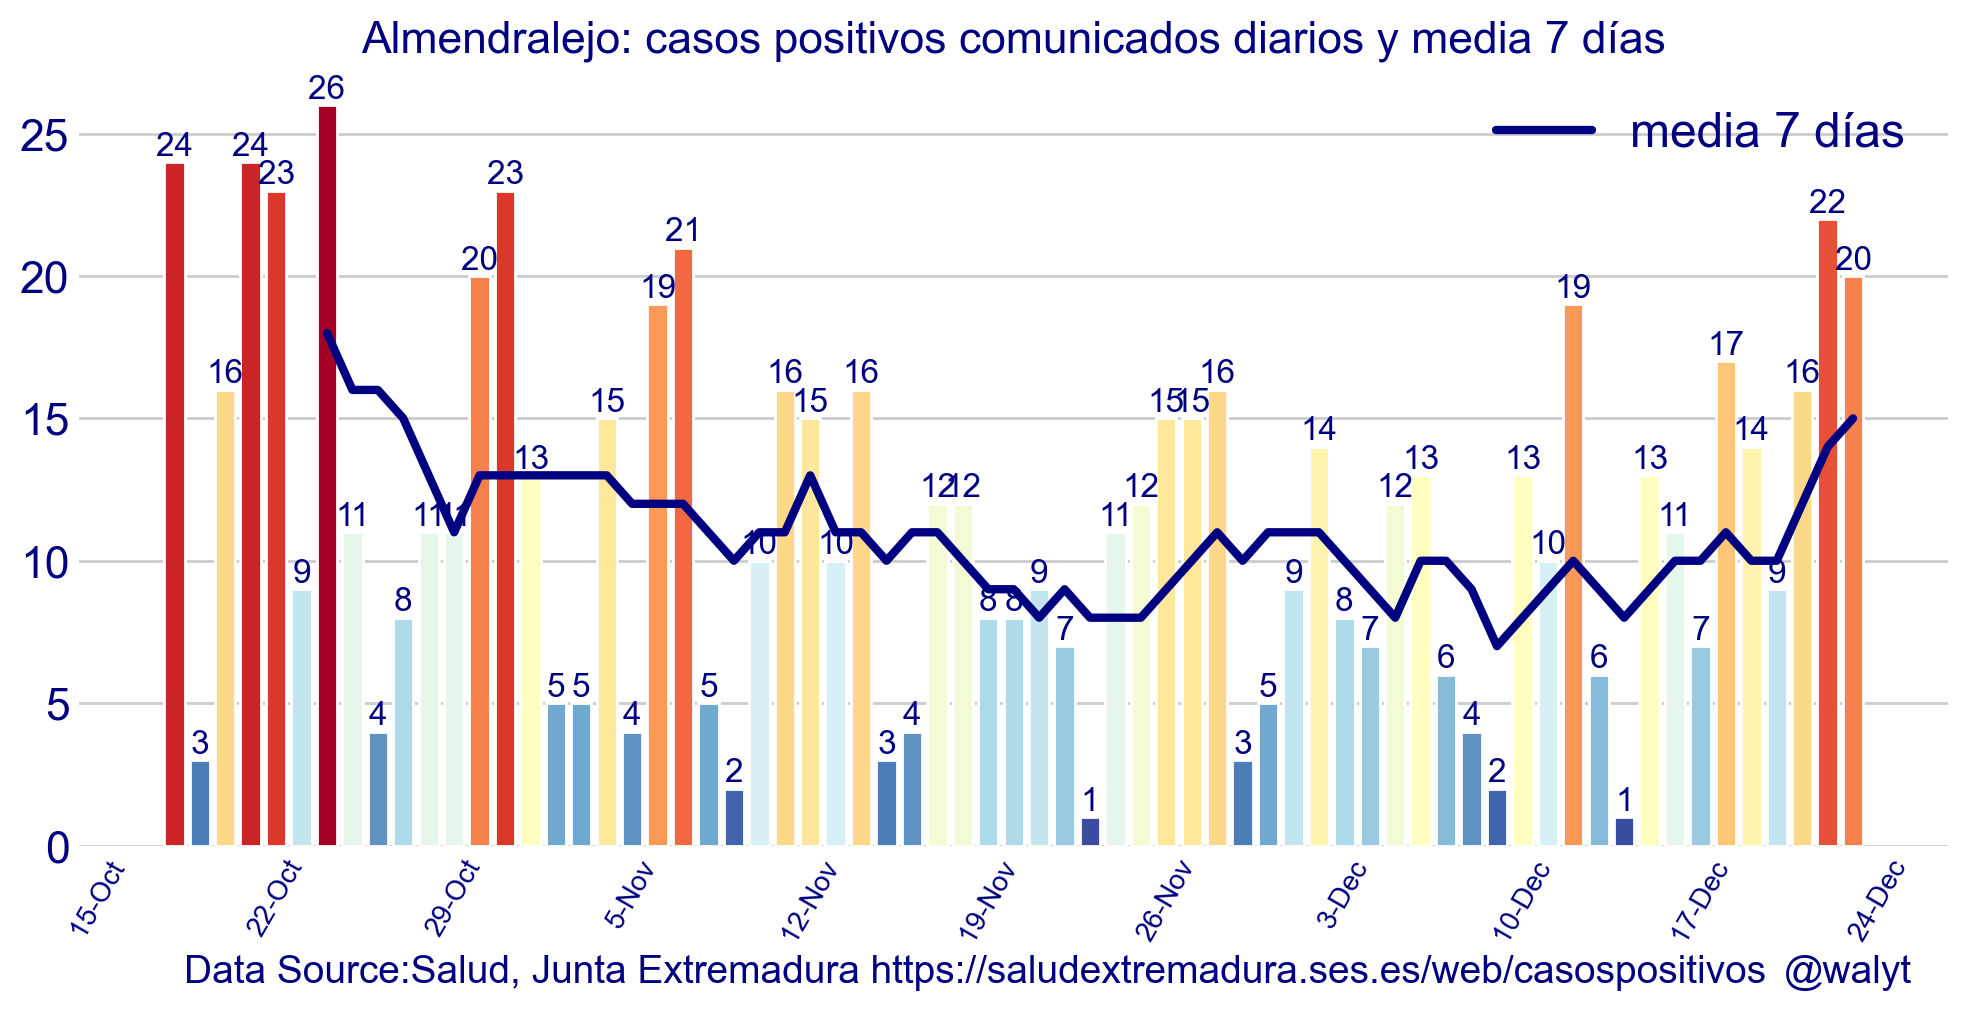 Almendralejo: casos positivos comunicados diarios y media 7 días
media 7 días
25
20
15
10
5
0
24 3 16 24 23 9 26 11 4 8 11 11 20 23 13 5 5 15 4 19 21 5 2 10 16 15 10 16 3 4 12 12 8 8 9 7 1 11 12 15 15 16 3 5 9 14 8 7 12 13 6 4 2 13 10 19 6 1 13 11 7 17 14 9 16 22 20
15-Oct 22-Oct 29-Oct 5-Nov 12-Nov 19-Nov 26-Nov 3-Dec 10-Dec 17-Dec 24-Dec
Data Source:Salud, Junta Extremadura https://saludextremadura.ses.es/web/casospositivos @walyt